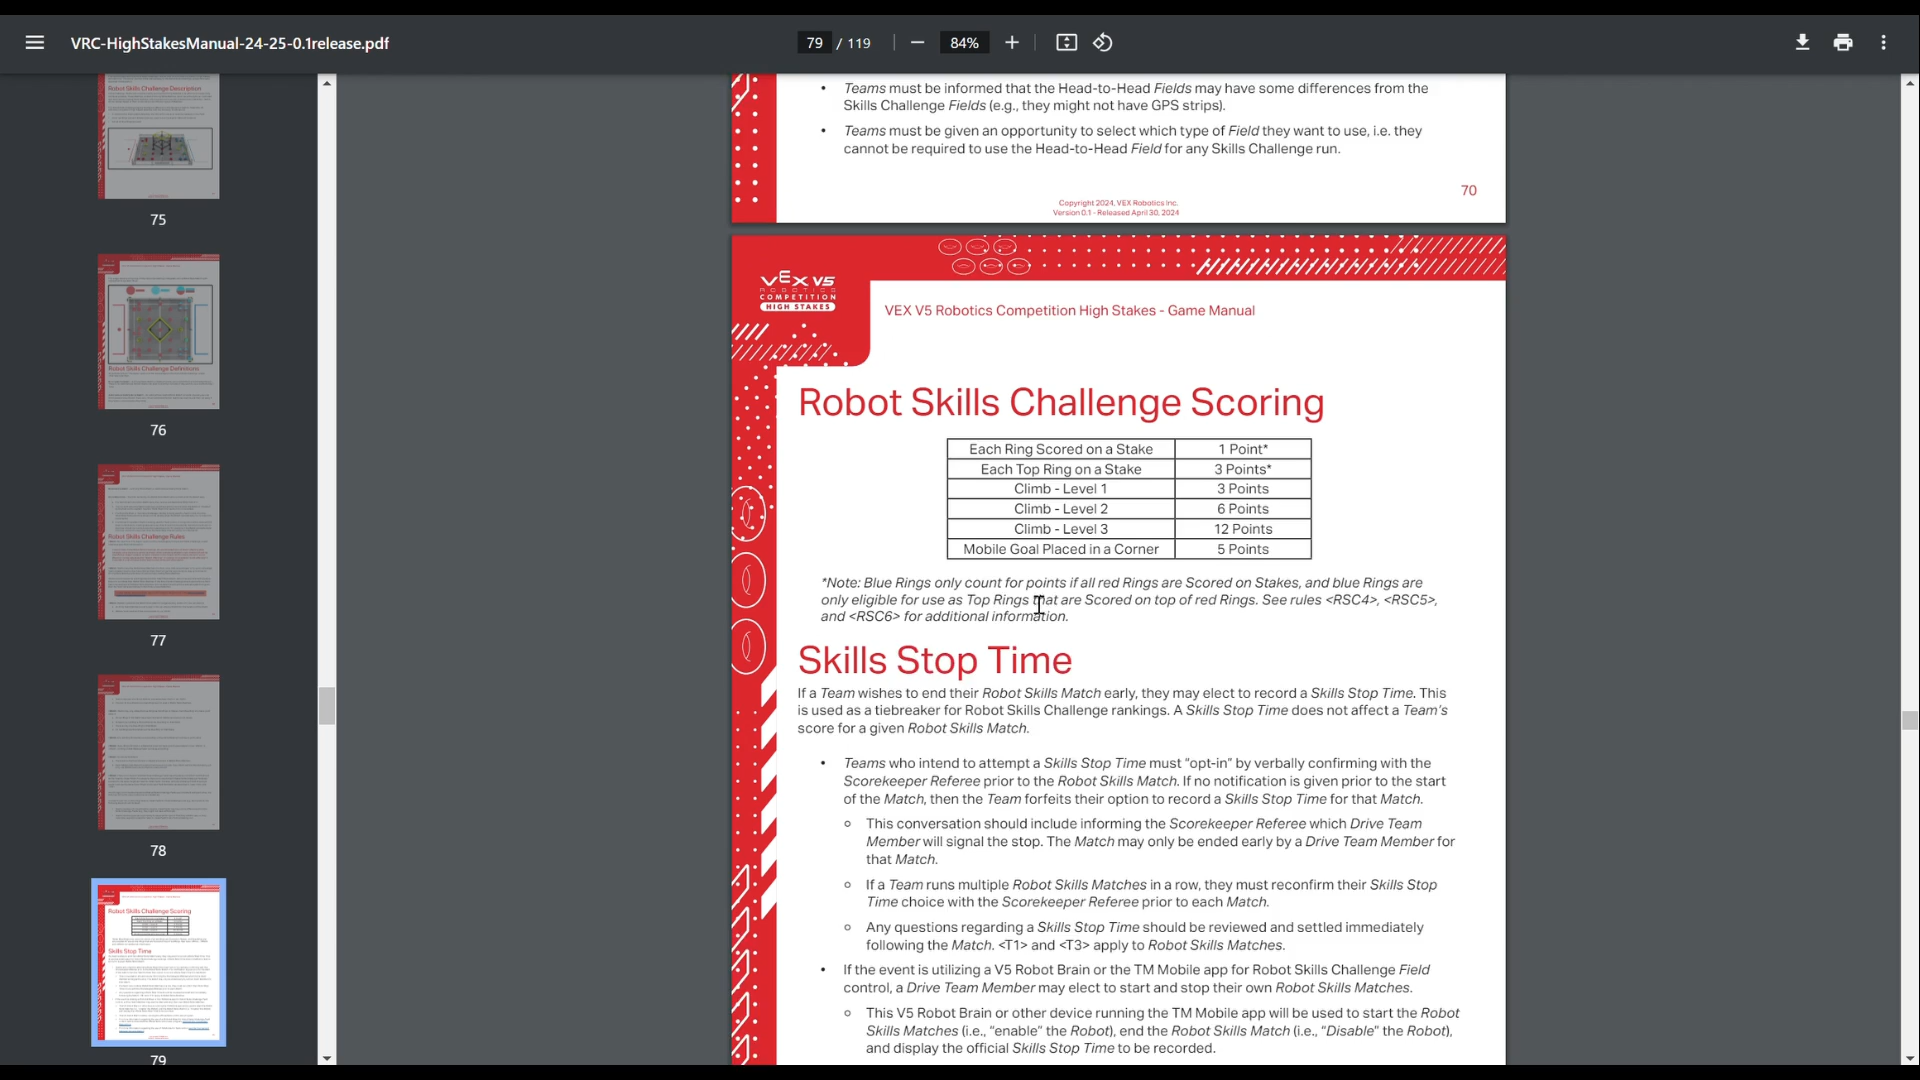 VRC-HighStakesManual-24-25-0.1release.pdf
79 / 119
84%
Robot Skills Challenge Description
75
Robot Skills Challenge Definitions
76
Robot Skills Challenge Rules
77
78
Robot Skills Challenge Scoring
Skills Stop Time
79
• Teams must be informed that the Head-to-Head Fields may have some differences from the
Skills Challenge Fields (e.g., they might not have GPS strips).
• Teams must be given an opportunity to select which type of Field they want to use, i.e. they
cannot be required to use the Head-to-Head Field for any Skills Challenge run.
70
Copyright 2024, VEX Robotics Inc.
Version 0.1 - Released April 30, 2024
VEX V5
ROBOTICS
COMPETITION
HIGH STAKES
VEX V5 Robotics Competition High Stakes - Game Manual
Robot Skills Challenge Scoring
Each Ring Scored on a Stake 1 Point*
Each Top Ring on a Stake 3 Points*
Climb - Level 1 3 Points
Climb - Level 2 6 Points
Climb - Level 3 12 Points
Mobile Goal Placed in a Corner 5 Points
*Note: Blue Rings only count for points if all red Rings are Scored on Stakes, and blue Rings are
only eligible for use as Top Rings that are Scored on top of red Rings. See rules <RSC4>, <RSC5>,
and <RSC6> for additional information.
Skills Stop Time
If a Team wishes to end their Robot Skills Match early, they may elect to record a Skills Stop Time. This
is used as a tiebreaker for Robot Skills Challenge rankings. A Skills Stop Time does not affect a Team's
score for a given Robot Skills Match.
• Teams who intend to attempt a Skills Stop Time must “opt-in” by verbally confirming with the
Scorekeeper Referee prior to the Robot Skills Match. If no notification is given prior to the start
of the Match, then the Team forfeits their option to record a Skills Stop Time for that Match.
o This conversation should include informing the Scorekeeper Referee which Drive Team
Member will signal the stop. The Match may only be ended early by a Drive Team Member for
that Match.
o If a Team runs multiple Robot Skills Matches in a row, they must reconfirm their Skills Stop
Time choice with the Scorekeeper Referee prior to each Match.
o Any questions regarding a Skills Stop Time should be reviewed and settled immediately
following the Match. <T1> and <T3> apply to Robot Skills Matches.
• If the event is utilizing a V5 Robot Brain or the TM Mobile app for Robot Skills Challenge Field
control, a Drive Team Member may elect to start and stop their own Robot Skills Matches.
o This V5 Robot Brain or other device running the TM Mobile app will be used to start the Robot
Skills Matches (i.e., “enable” the Robot), end the Robot Skills Match (i.e., “Disable” the Robot),
and display the official Skills Stop Time to be recorded.